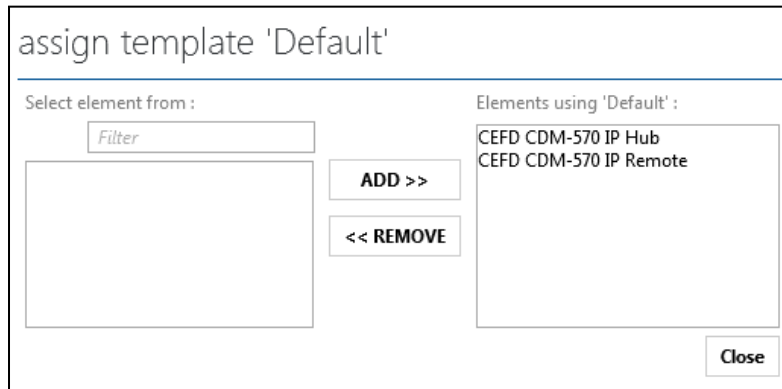 assign template 'Default'
Select element from :
Filter
ADD >>
<< REMOVE
Elements using 'Default' :
CEFD CDM-570 IP Hub
CEFD CDM-570 IP Remote
Close